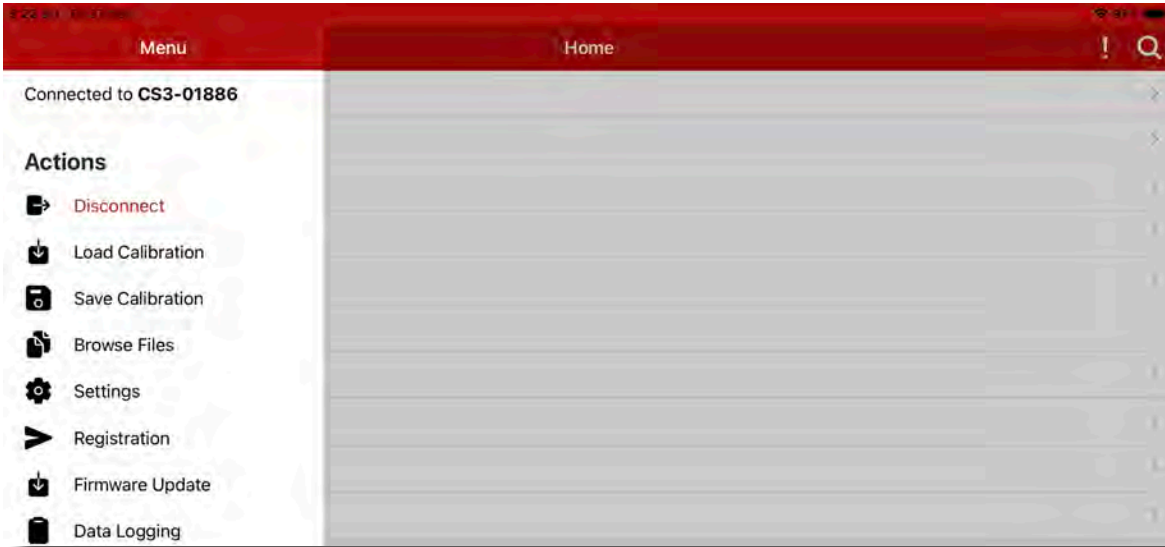 Menu
Home
!
Connected to CS3-01886
Actions
Disconnect
Load Calibration
Save Calibration
Browse Files
Settings
Registration
Firmware Update
Data Logging